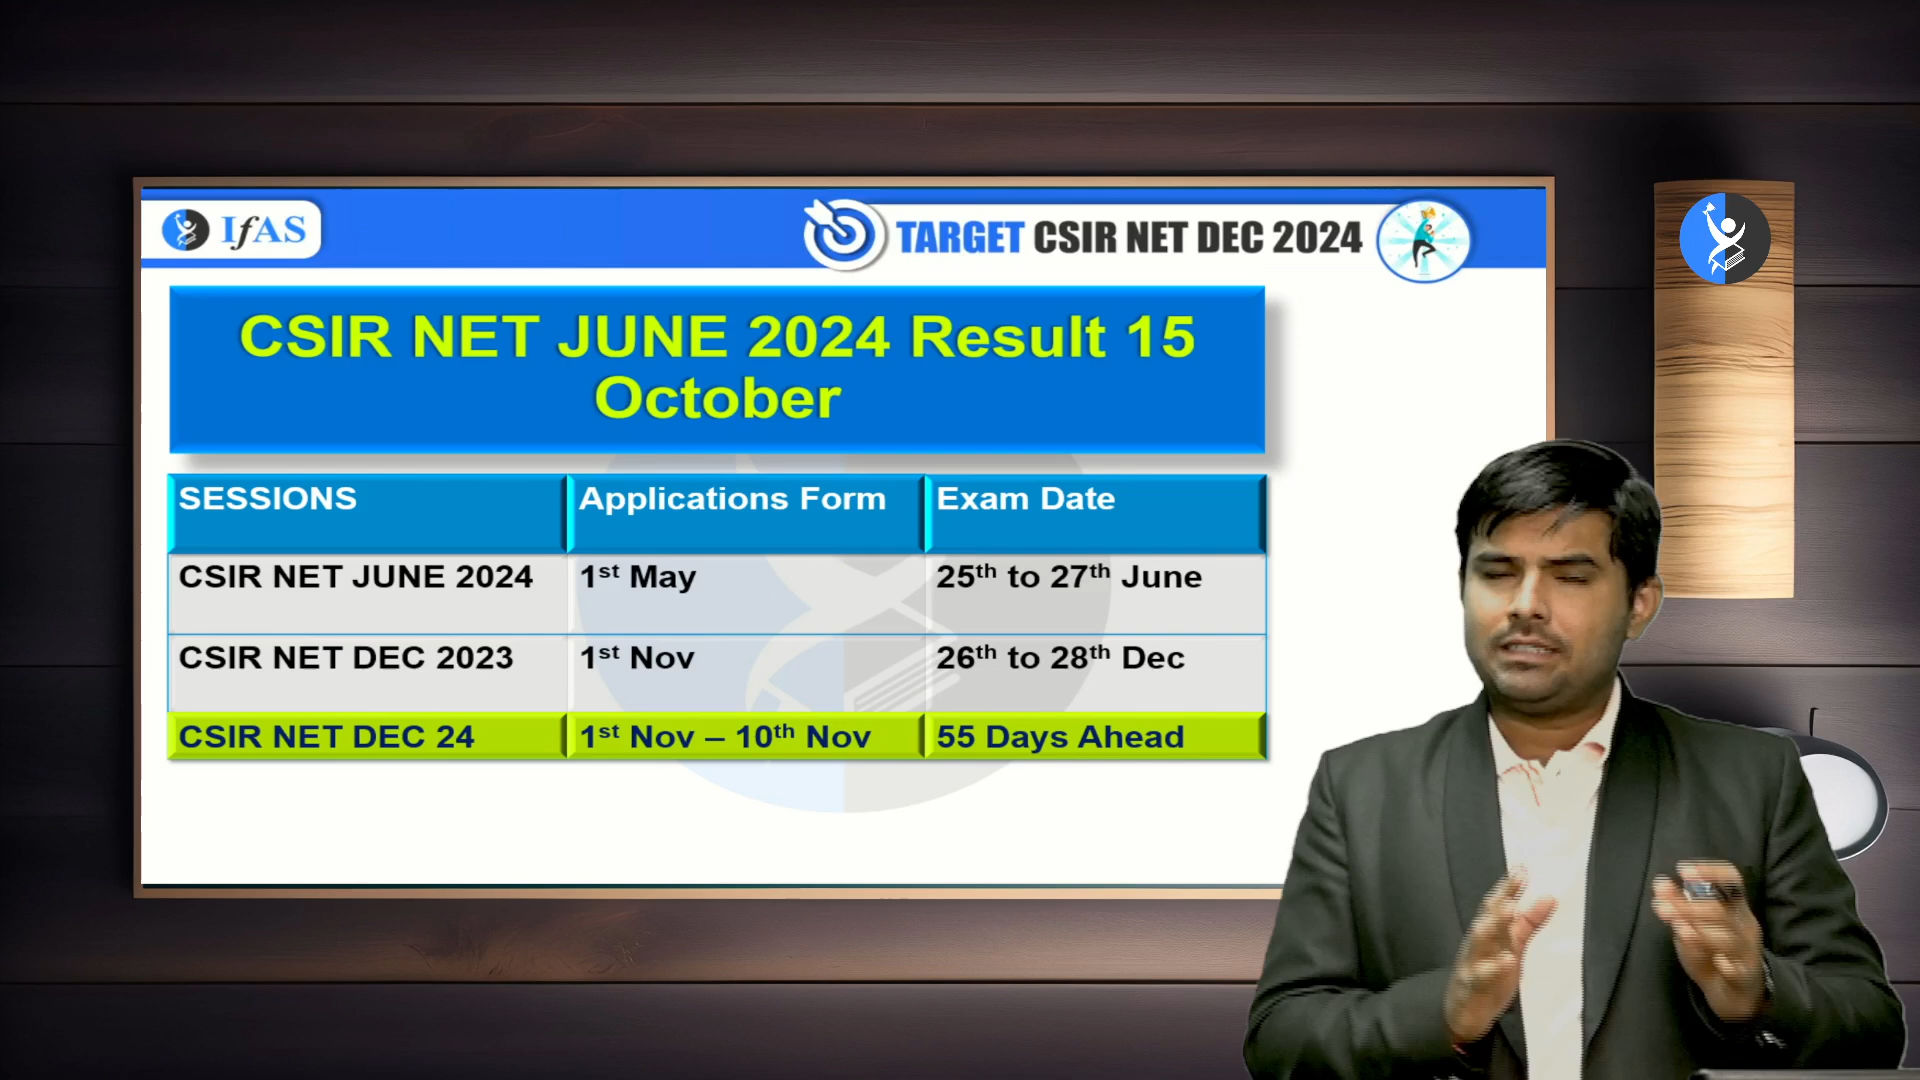 IfAS
TARGET CSIR NET DEC 2024
CSIR NET JUNE 2024 Result 15
October
SESSIONS Applications Form Exam Date
CSIR NET JUNE 2024 1st May 25th to 27th June
CSIR NET DEC 2023 1st Nov 26th to 28th Dec
CSIR NET DEC 24 1st Nov – 10th Nov 55 Days Ahead